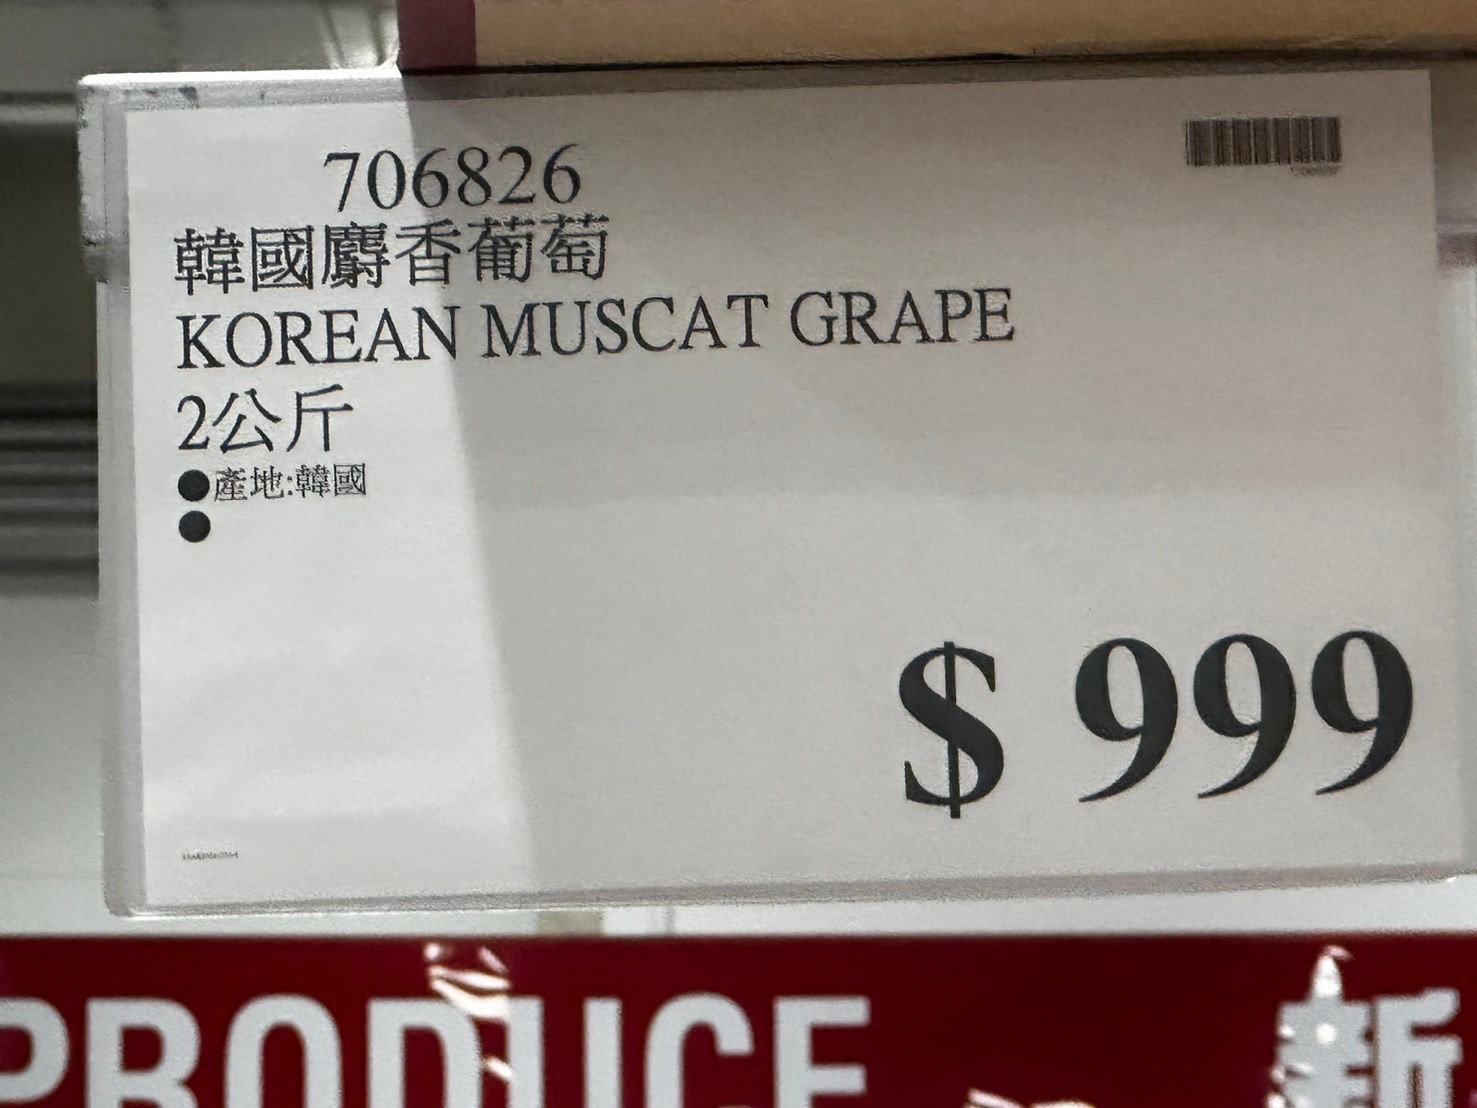 706826
韓國麝香葡萄
KOREAN MUSCAT GRAPE
2公斤
●產地:韓國
●
$ 999
PRODUCE 新